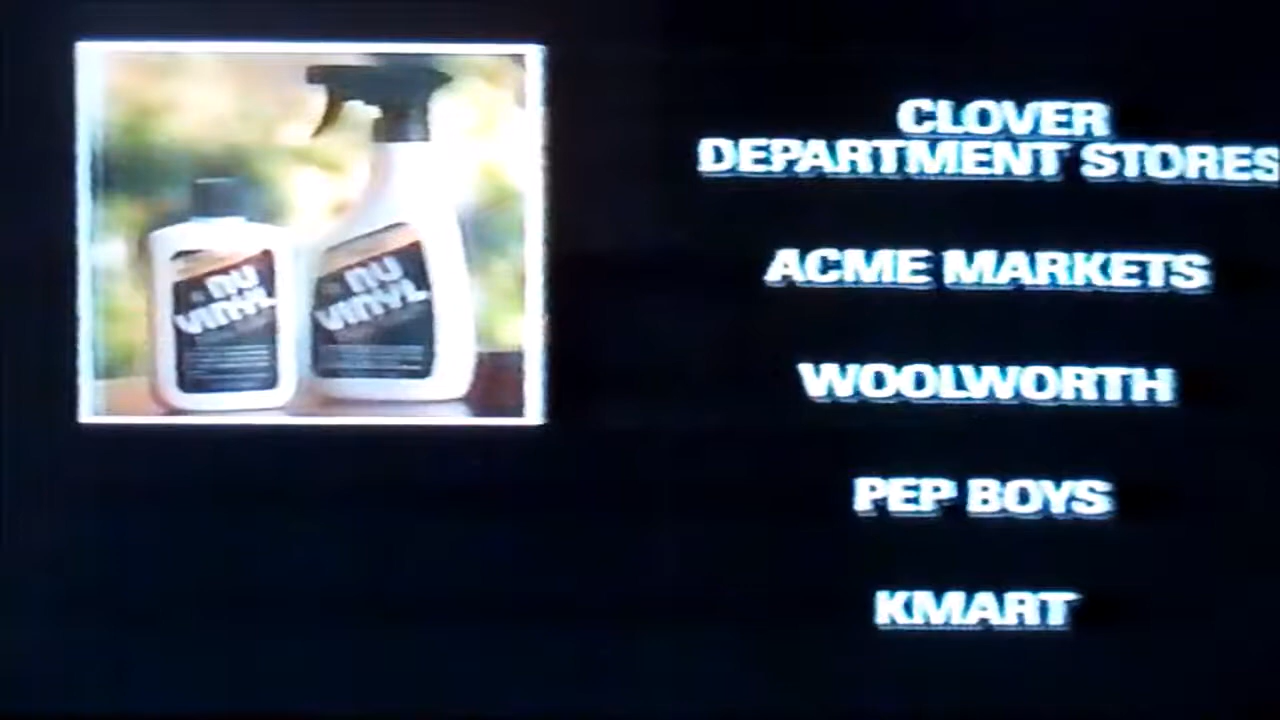 nu
vinyl
nu
vinyl
CLOVER
DEPARTMENT STORES
ACME MARKETS
WOOLWORTH
PEP BOYS
KMART